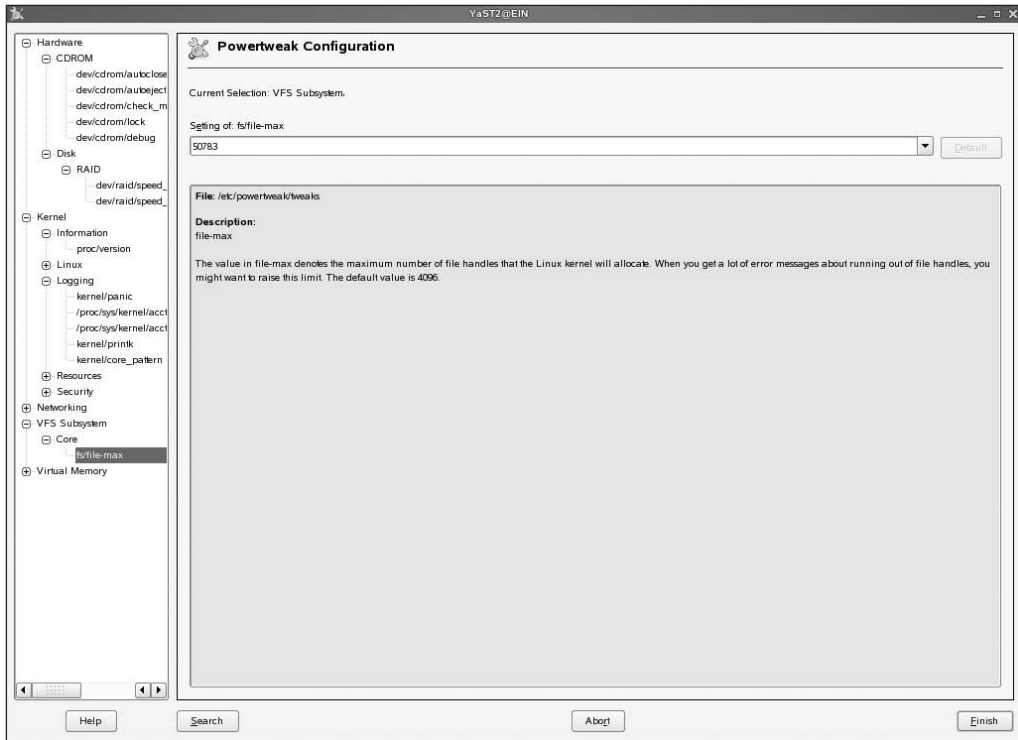 YaST2@EIN
Hardware
CDROM
dev/cdrom/autoclose
dev/cdrom/autoeject
dev/cdrom/check_m
dev/cdrom/lock
dev/cdrom/debug
Disk
RAID
dev/raid/speed_
dev/raid/speed_
Kernel
Information
proc/version
Linux
Logging
kernel/panic
/proc/sys/kernel/acct
/proc/sys/kernel/acct
kernel/printk
kernel/core_pattern
Resources
Security
Networking
VFS Subsystem
Core
fs/file-max
Virtual Memory
Powertweak Configuration
Current Selection: VFS Subsystem.
Setting of: fs/file-max
50783
Default
File: /etc/powertweak/tweaks
Description:
file-max
The value in file-max denotes the maximum number of file handles that the Linux kernel will allocate. When you get a lot of error messages about running out of file handles, you
might want to raise this limit. The default value is 4096.
Help
Search
Abort
Finish